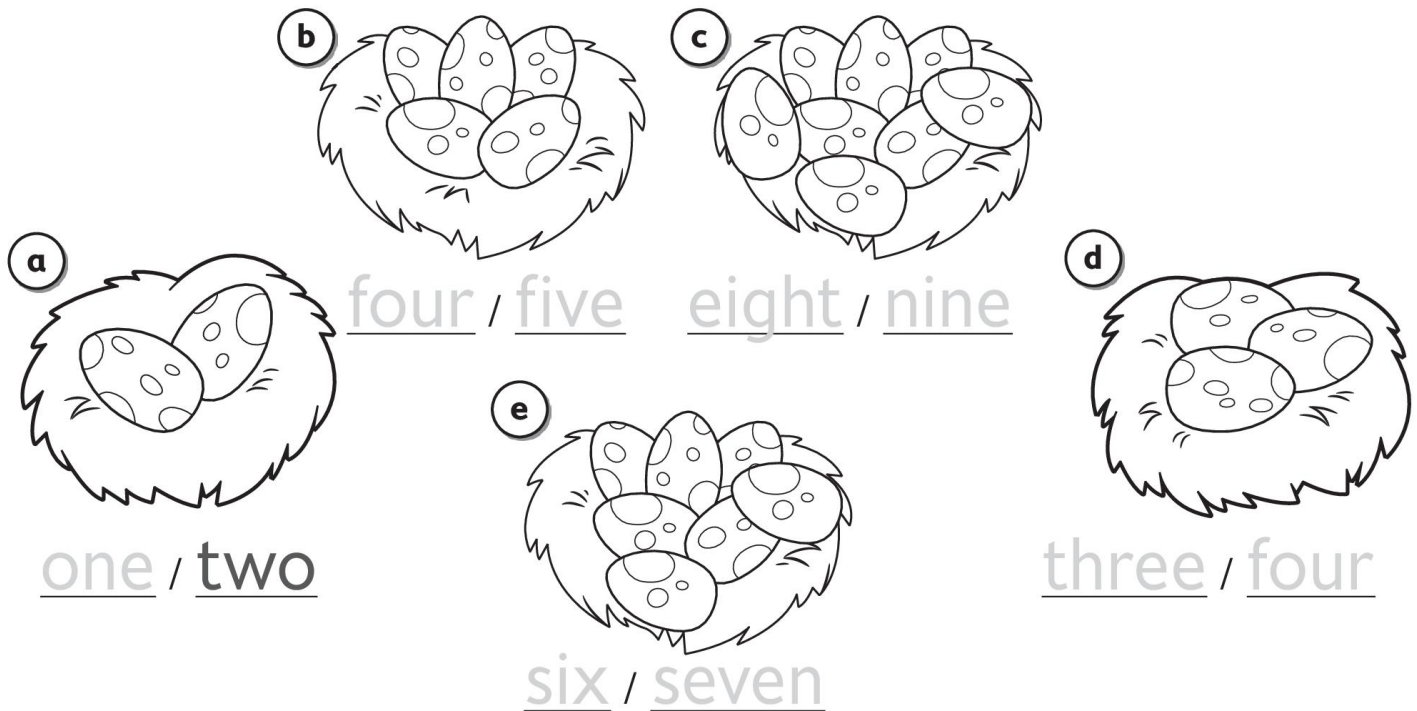 b
c
a
four / five
eight / nine
d
e
one / two
three / four
six / seven